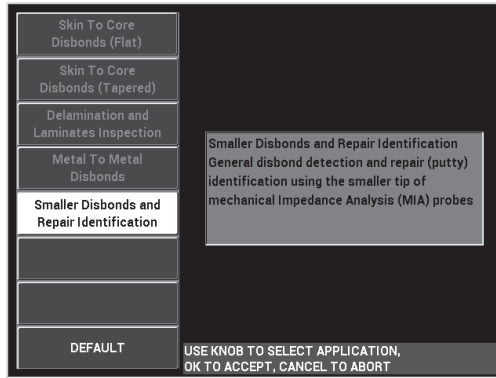 Skin To Core
Disbonds (Flat)
Skin To Core
Disbonds (Tapered)
Delamination and
Laminates Inspection
Metal To Metal
Disbonds
Smaller Disbonds and
Repair Identification
DEFAULT
Smaller Disbonds and Repair Identification
General disbond detection and repair (putty)
identification using the smaller tip of
mechanical Impedance Analysis (MIA) probes
USE KNOB TO SELECT APPLICATION,
OK TO ACCEPT, CANCEL TO ABORT